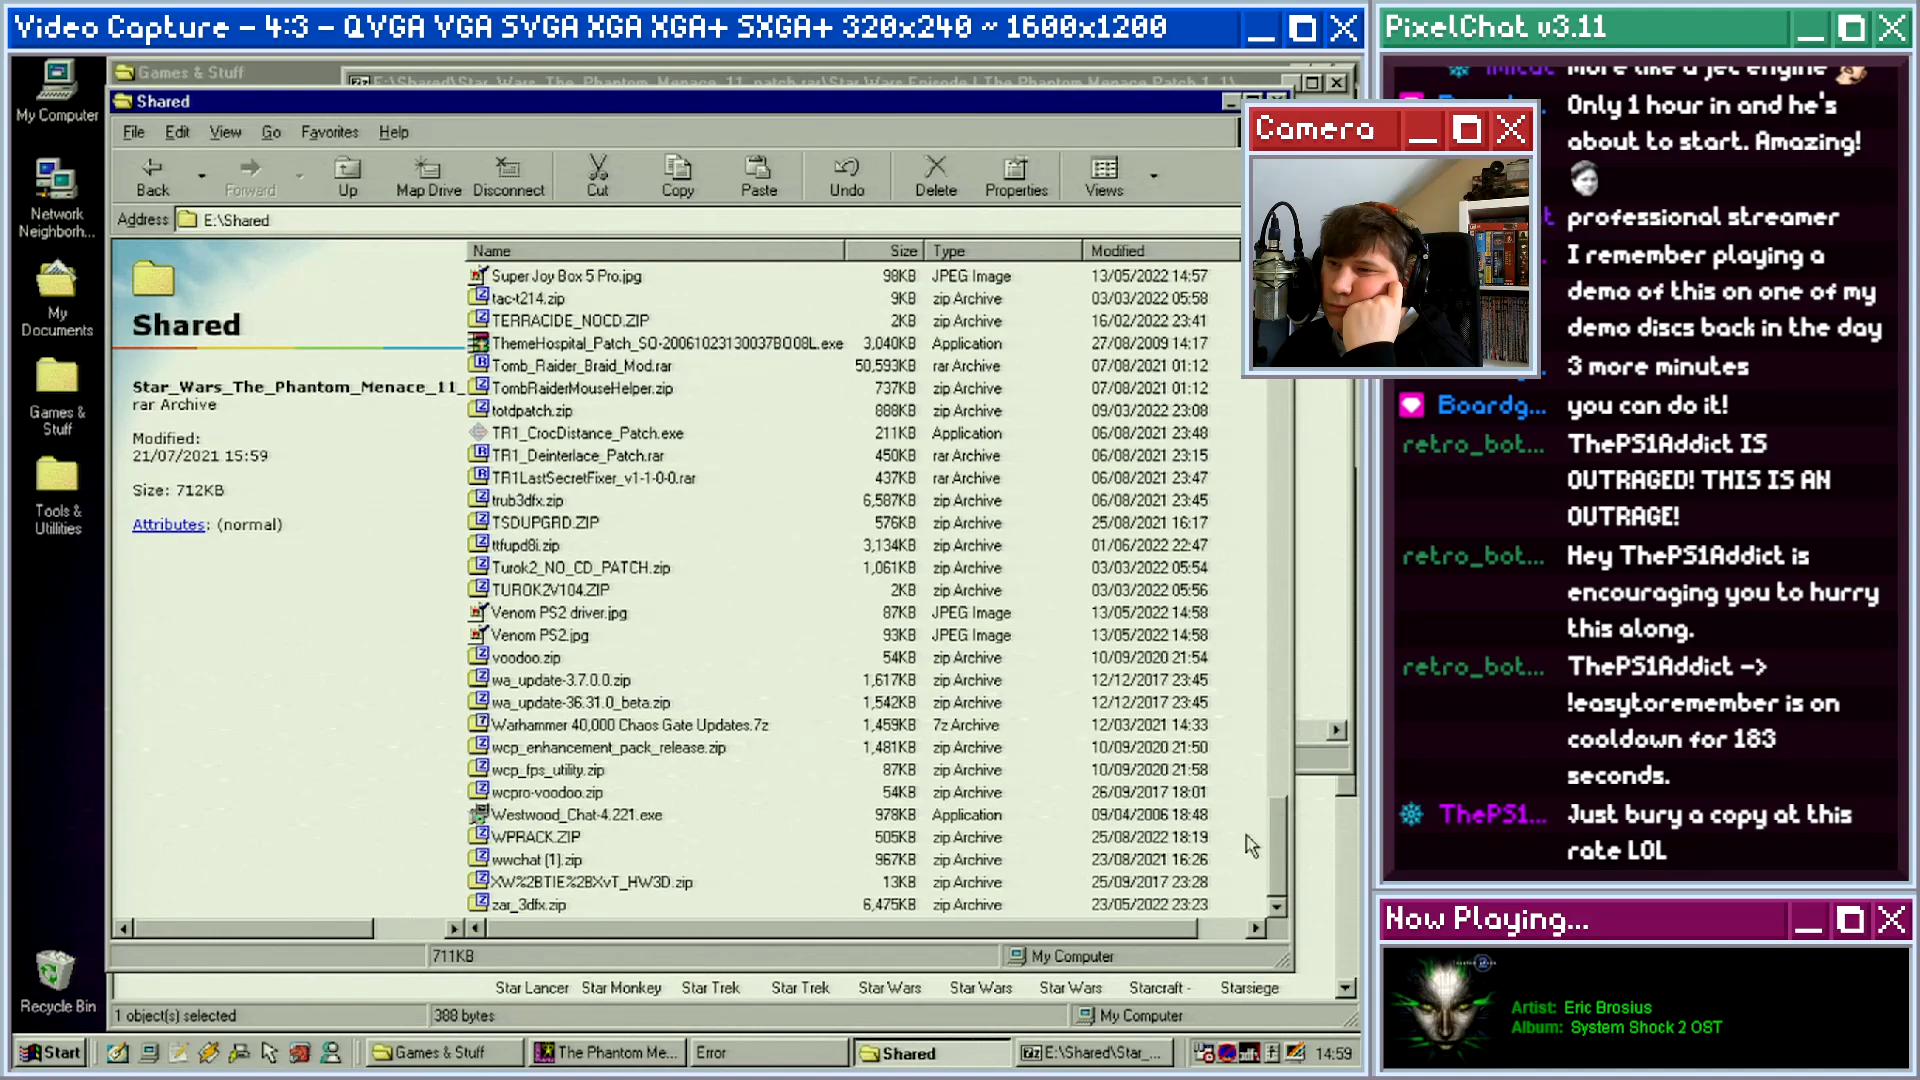 Video Capture - 4:3 - QVGA VGA SVGA XGA XGA+ SXGA+ 320x240 ~ 1600x1200
My Computer
Network
Neighborh...
My
Documents
Games &
Stuff
Tools &
Utilities
Recycle Bin
Games & Stuff
E:\Shared\Star_Wars_The_Phantom_Menace_11_patch.rar\Star Wars Episode I The Phantom Menace Patch 1_1\
Shared
File Edit View Go Favorites Help
Back Forward Up Map Drive Disconnect Cut Copy Paste Undo Delete Properties Views
Address E:\Shared
Shared
Star_Wars_The_Phantom_Menace_11_
rar Archive
Modified:
21/07/2021 15:59
Size: 712KB
Attributes: (normal)
Name Size Type Modified
Super Joy Box 5 Pro.jpg 98KB JPEG Image 13/05/2022 14:57
tac-t214.zip 9KB zip Archive 03/03/2022 05:58
TERRACIDE_NOCD.ZIP 2KB zip Archive 16/02/2022 23:41
ThemeHospital_Patch_SO-20061023130037BO08L.exe 3,040KB Application 27/08/2009 14:17
Tomb_Raider_Braid_Mod.rar 50,593KB rar Archive 07/08/2021 01:12
TombRaiderMouseHelper.zip 737KB zip Archive 07/08/2021 01:12
totdpatch.zip 888KB zip Archive 09/03/2022 23:08
TR1_CrocDistance_Patch.exe 211KB Application 06/08/2021 23:48
TR1_Deinterlace_Patch.rar 450KB rar Archive 06/08/2021 23:15
TR1LastSecretFixer_v1-1-0-0.rar 437KB rar Archive 06/08/2021 23:47
trub3dfx.zip 6,587KB zip Archive 06/08/2021 23:45
TSDUPGRD.ZIP 576KB zip Archive 25/08/2021 16:17
ttfupd8i.zip 3,134KB zip Archive 01/06/2022 22:47
Turok2_NO_CD_PATCH.zip 1,061KB zip Archive 03/03/2022 05:54
TUROK2V104.ZIP 2KB zip Archive 03/03/2022 05:56
Venom PS2 driver.jpg 87KB JPEG Image 13/05/2022 14:58
Venom PS2.jpg 93KB JPEG Image 13/05/2022 14:58
voodoo.zip 54KB zip Archive 10/09/2020 21:54
wa_update-3.7.0.0.zip 1,617KB zip Archive 12/12/2017 23:45
wa_update-36.31.0_beta.zip 1,542KB zip Archive 12/12/2017 23:45
Warhammer 40,000 Chaos Gate Updates.7z 1,459KB 7z Archive 12/03/2021 14:33
wcp_enhancement_pack_release.zip 1,481KB zip Archive 10/09/2020 21:50
wcp_fps_utility.zip 87KB zip Archive 10/09/2020 21:58
wcpro-voodoo.zip 54KB zip Archive 26/09/2017 18:01
Westwood_Chat-4.221.exe 978KB Application 09/04/2006 18:48
WPRACK.ZIP 505KB zip Archive 25/08/2022 18:19
wwchat (1).zip 967KB zip Archive 23/08/2021 16:26
XW%2BTIE%2BXvT_HW3D.zip 13KB zip Archive 25/09/2017 23:28
zar_3dfx.zip 6,475KB zip Archive 23/05/2022 23:23
711KB My Computer
Star Lancer Star Monkey Star Trek Star Trek Star Wars Star Wars Star Wars Starcraft - Starsiege
1 object(s) selected 388 bytes My Computer
Start Games & Stuff The Phantom Me... Error Shared E:\Shared\Star_... 14:59
Camera
PixelChat v3.11
More like a jet engine
Only 1 hour in and he's
about to start. Amazing!
professional streamer
I remember playing a
demo of this on one of my
demo discs back in the day
3 more minutes
Boardg... you can do it!
retro_bot... ThePS1Addict IS
OUTRAGED! THIS IS AN
OUTRAGE!
retro_bot... Hey ThePS1Addict is
encouraging you to hurry
this along.
retro_bot... ThePS1Addict ->
!easytoremember is on
cooldown for 183
seconds.
ThePS1... Just bury a copy at this
rate LOL
Now Playing...
Artist: Eric Brosius
Album: System Shock 2 OST